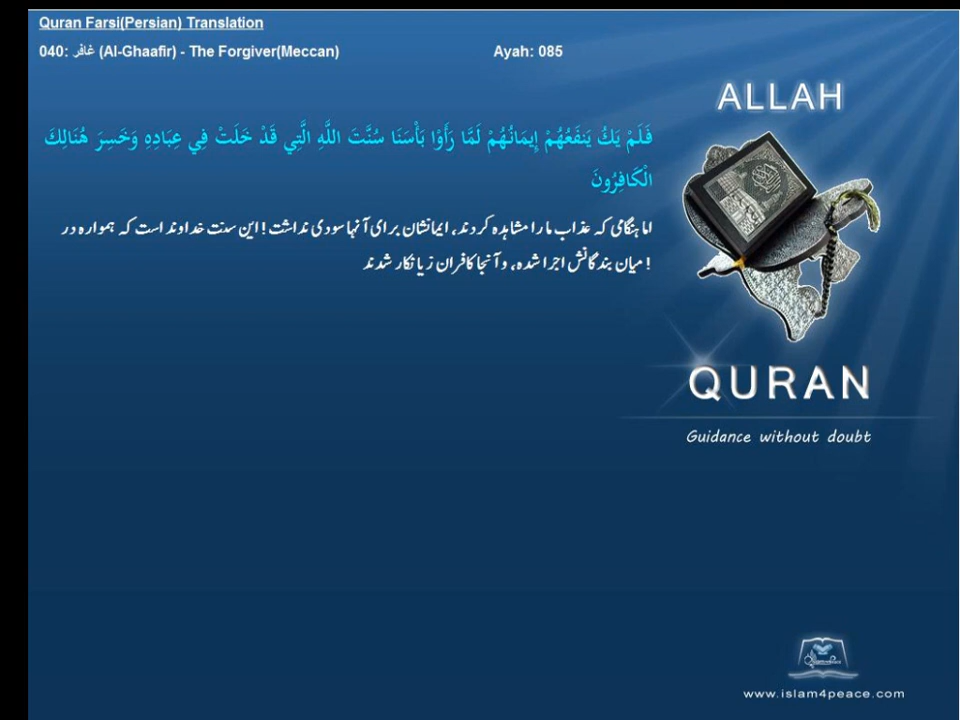 Quran Farsi(Persian) Translation
040: غافر (Al-Ghaafir) - The Forgiver(Meccan) Ayah: 085
ALLAH
فَلَمْ يَكُ يَنفَعُهُمْ إِيمَانُهُمْ لَمَّا رَأَوْا بَأْسَنَا سُنَّتَ اللَّهِ الَّتِي قَدْ خَلَتْ فِي عِبَادِهِ وَخَسِرَ هُنَالِكَ
الْكَافِرُونَ
اما هنگامی که عذاب ما را مشاهده کردند، ایمانشان برای آنها سودی نداشت! این سنت خداوند است که همواره در
میان بندگانش اجرا شده، و آنجا کافران زیانکار شدند !
QURAN
Guidance without doubt
www.islam4peace.com